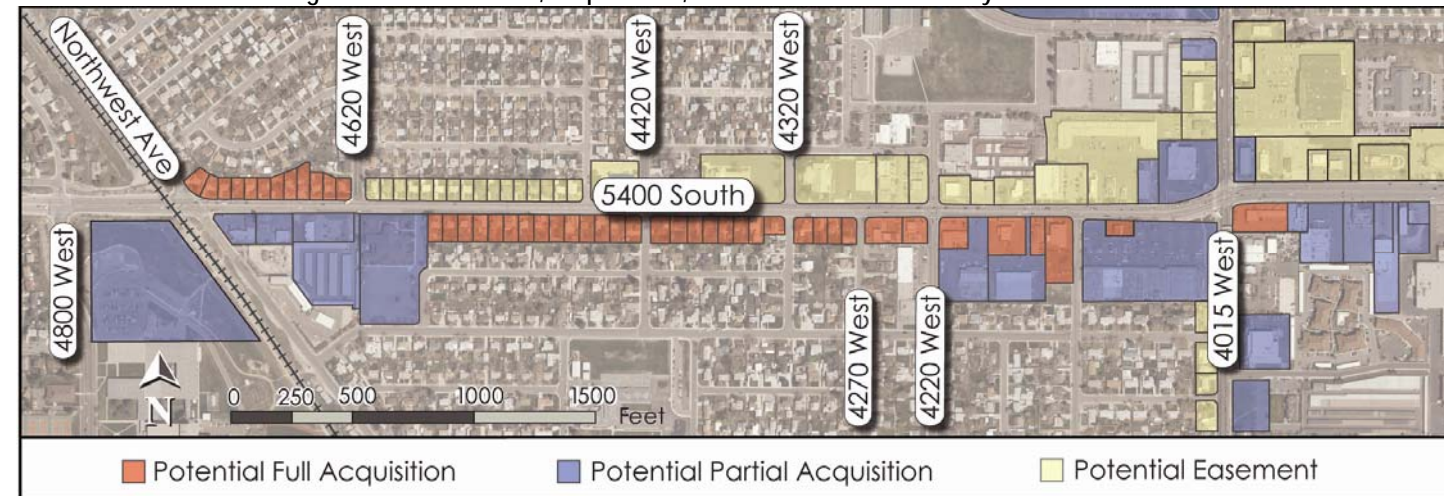 Northwest Ave
4620 West
4420 West
4320 West
5400 South
4800 West
4270 West
4220 West
4015 West
N
0 250 500 1000 1500 Feet
Potential Full Acquisition
Potential Partial Acquisition
Potential Easement